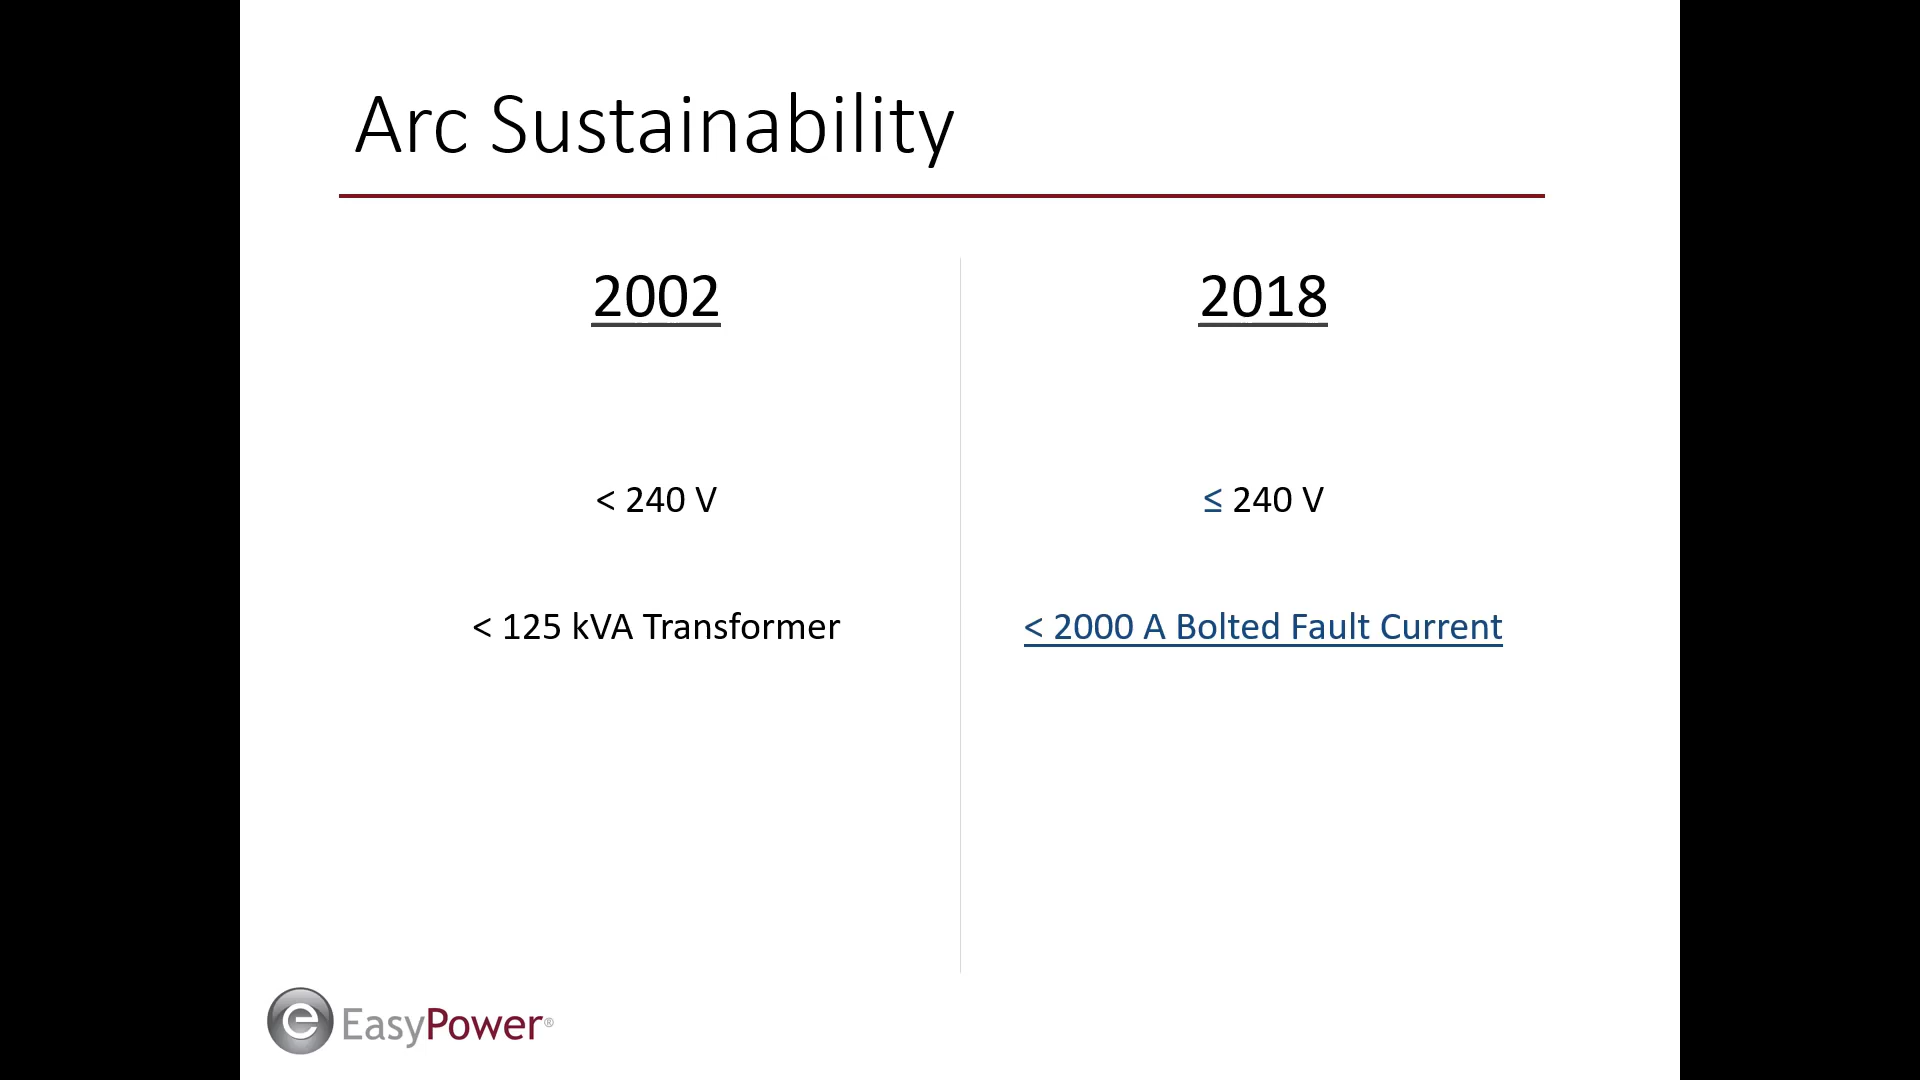 Arc Sustainability
2002
< 240 V
< 125 kVA Transformer
2018
≤ 240 V
< 2000 A Bolted Fault Current
e EasyPower®